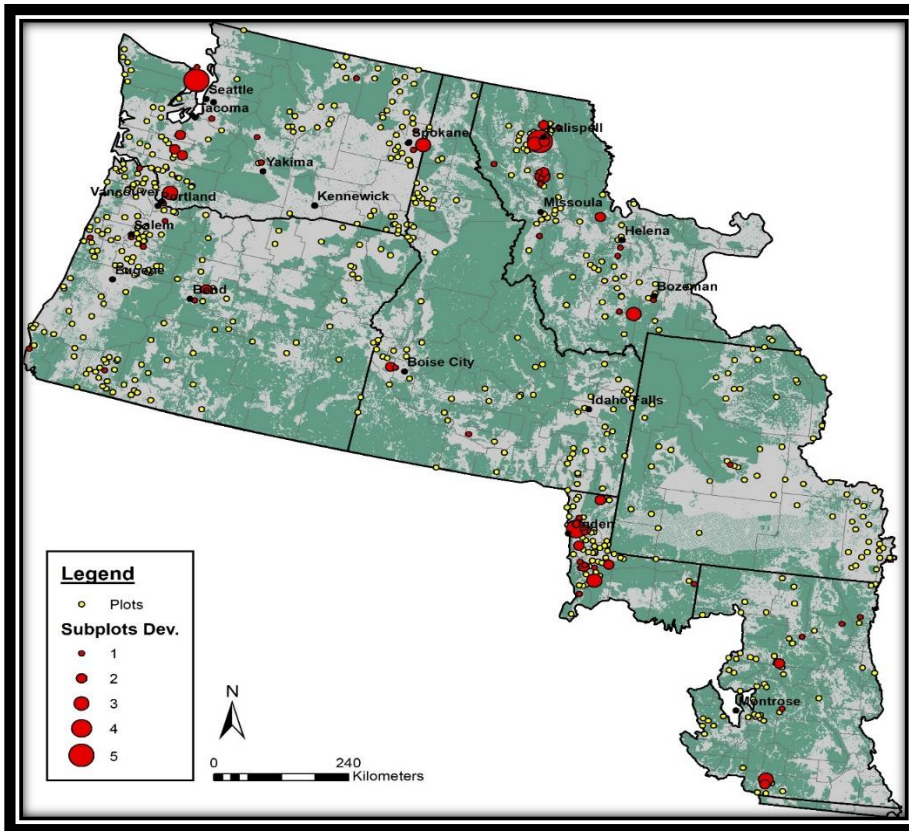 Seattle
Tacoma
Spokane
Kalispell
Yakima
Vancouver
Portland
Kennewick
Missoula
Salem
Helena
Eugene
Bend
Bozeman
Boise City
Idaho Falls
Ogden
Montrose
Legend
Plots
Subplots Dev.
1
2
3
4
5
N
0 240
Kilometers